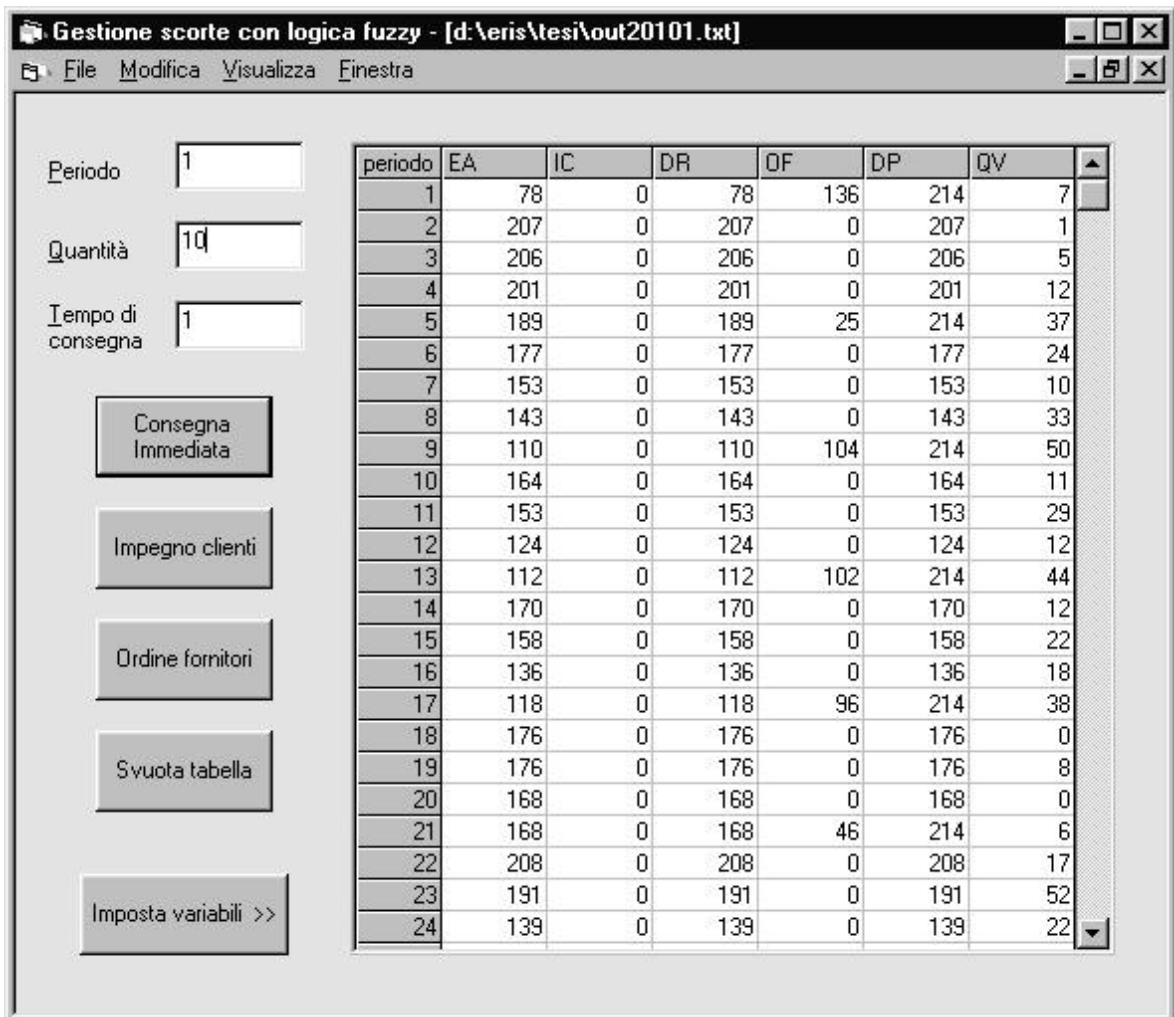 Gestione scorte con logica fuzzy - [d:\eris\tesi\out20101.txt]
File Modifica Visualizza Finestra
Periodo 1
Quantità 10
Tempo di consegna 1
Consegna
Immediata
Impegno clienti
Ordine fornitori
Svuota tabella
Imposta variabili >>
periodo EA IC DR OF DP QV
1 78 0 78 136 214 7
2 207 0 207 0 207 1
3 206 0 206 0 206 5
4 201 0 201 0 201 12
5 189 0 189 25 214 37
6 177 0 177 0 177 24
7 153 0 153 0 153 10
8 143 0 143 0 143 33
9 110 0 110 104 214 50
10 164 0 164 0 164 11
11 153 0 153 0 153 29
12 124 0 124 0 124 12
13 112 0 112 102 214 44
14 170 0 170 0 170 12
15 158 0 158 0 158 22
16 136 0 136 0 136 18
17 118 0 118 96 214 38
18 176 0 176 0 176 0
19 176 0 176 0 176 8
20 168 0 168 0 168 0
21 168 0 168 46 214 6
22 208 0 208 0 208 17
23 191 0 191 0 191 52
24 139 0 139 0 139 22